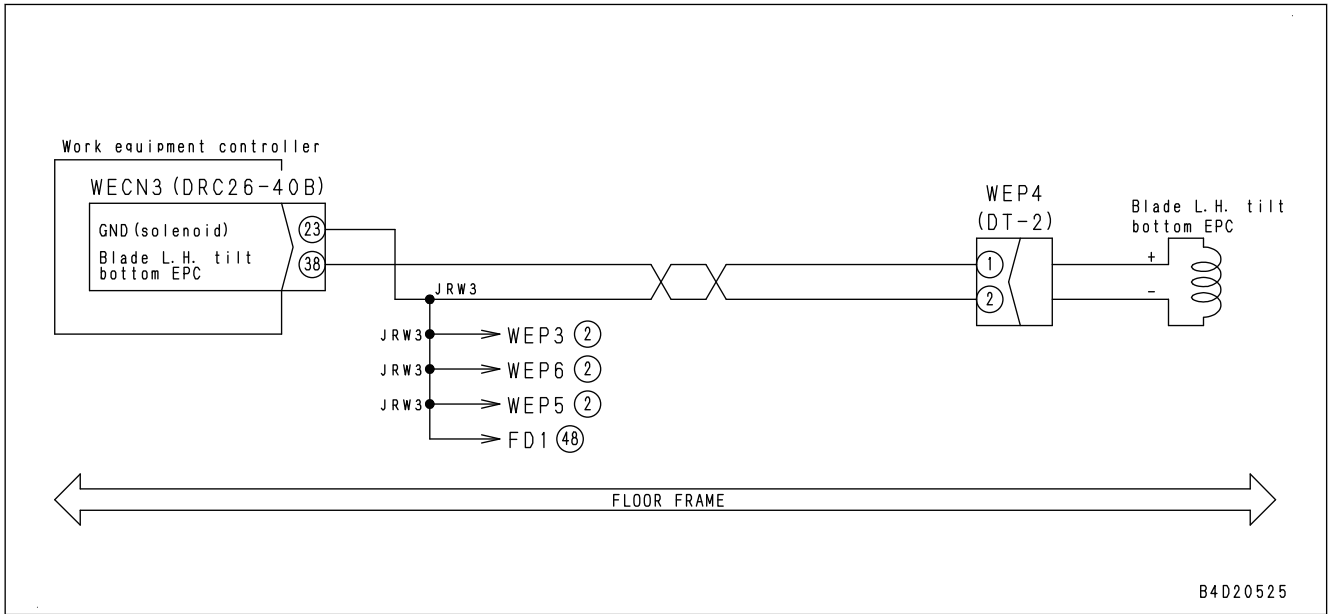 Work equipment controller
WECN3 (DRC26-40B)
GND (solenoid)
23
Blade L.H. tilt
bottom EPC
38
JRW3
JRW3
WEP3 2
JRW3
WEP6 2
JRW3
WEP5 2
FD1 48
WEP4
(DT-2)
1
2
Blade L.H. tilt
bottom EPC
+
-
FLOOR FRAME
B4D20525